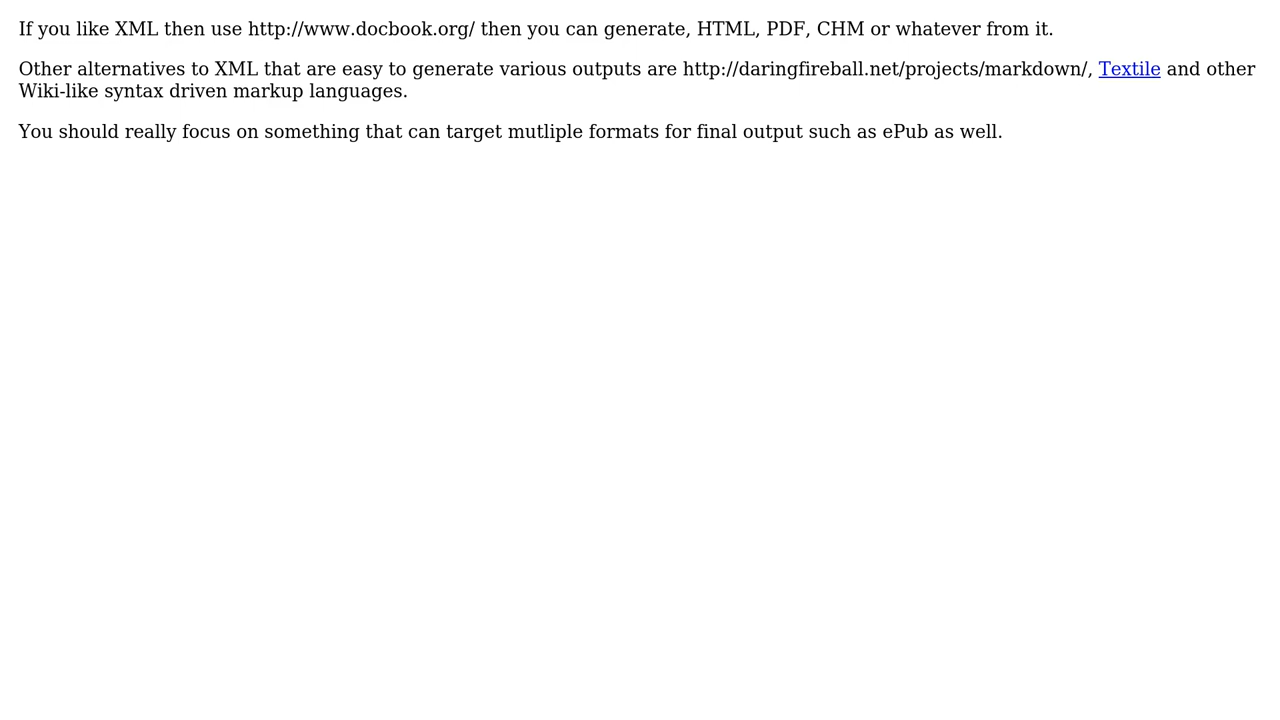 If you like XML then use http://www.docbook.org/ then you can generate, HTML, PDF, CHM or whatever from it.
Other alternatives to XML that are easy to generate various outputs are http://daringfireball.net/projects/markdown/, Textile and other
Wiki-like syntax driven markup languages.
You should really focus on something that can target mutliple formats for final output such as ePub as well.